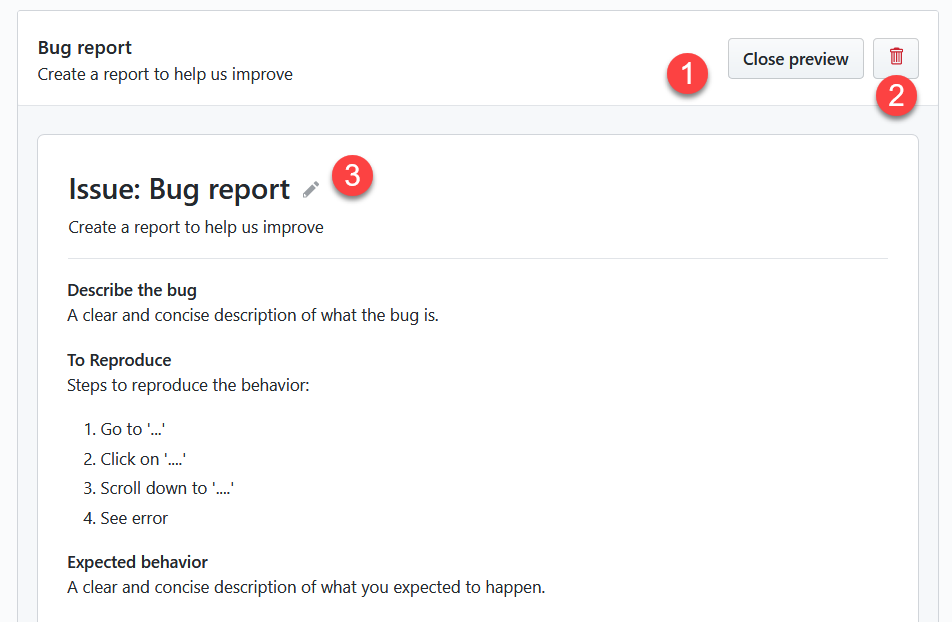 Bug report
Create a report to help us improve
1
Close preview
2
Issue: Bug report
3
Create a report to help us improve
Describe the bug
A clear and concise description of what the bug is.
To Reproduce
Steps to reproduce the behavior:
1. Go to '...'
2. Click on '....'
3. Scroll down to '....'
4. See error
Expected behavior
A clear and concise description of what you expected to happen.